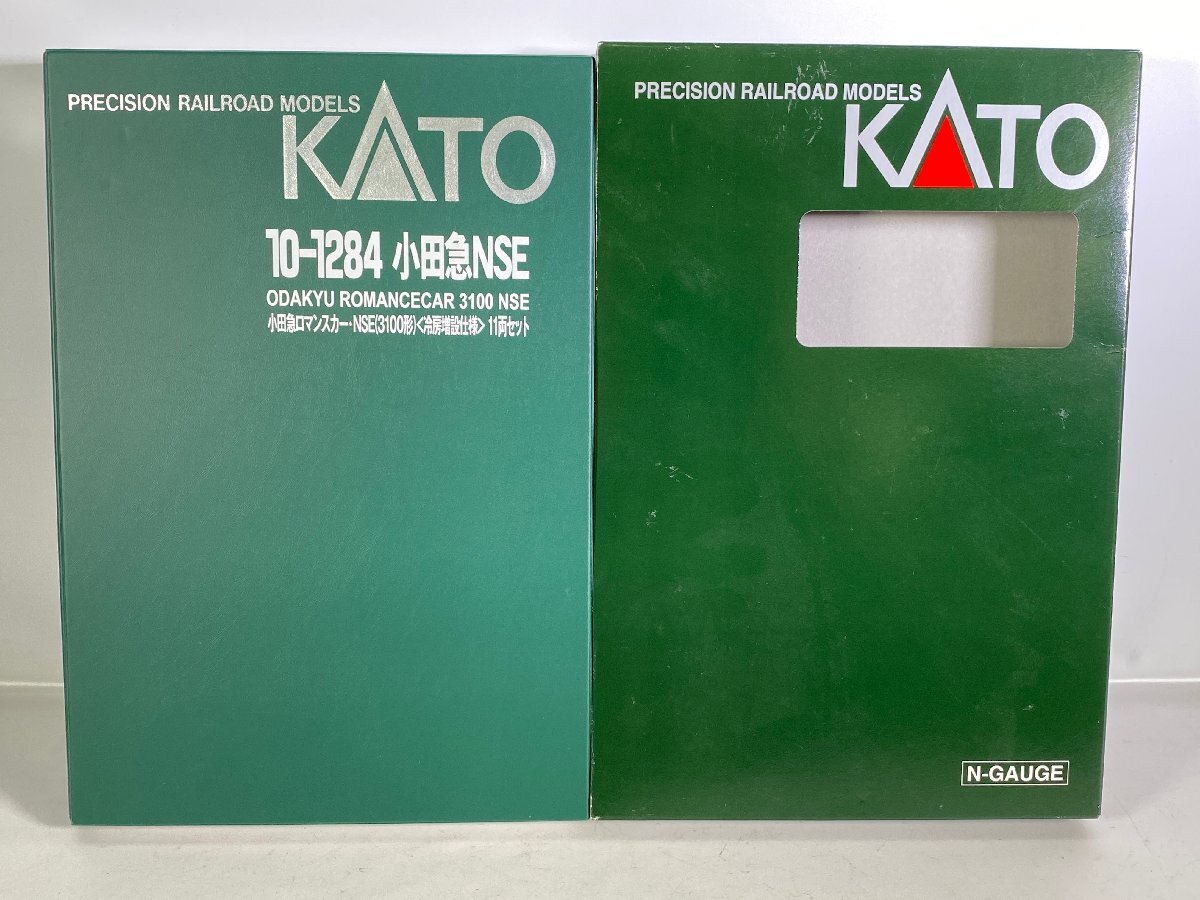 PRECISION RAILROAD MODELS
KATO
10-1284 小田急NSE
ODAKYU ROMANCECAR 3100 NSE
小田急ロマンスカー・NSE(3100形)<冷房増設仕様> 11両セット
PRECISION RAILROAD MODELS
KATO
N-GAUGE